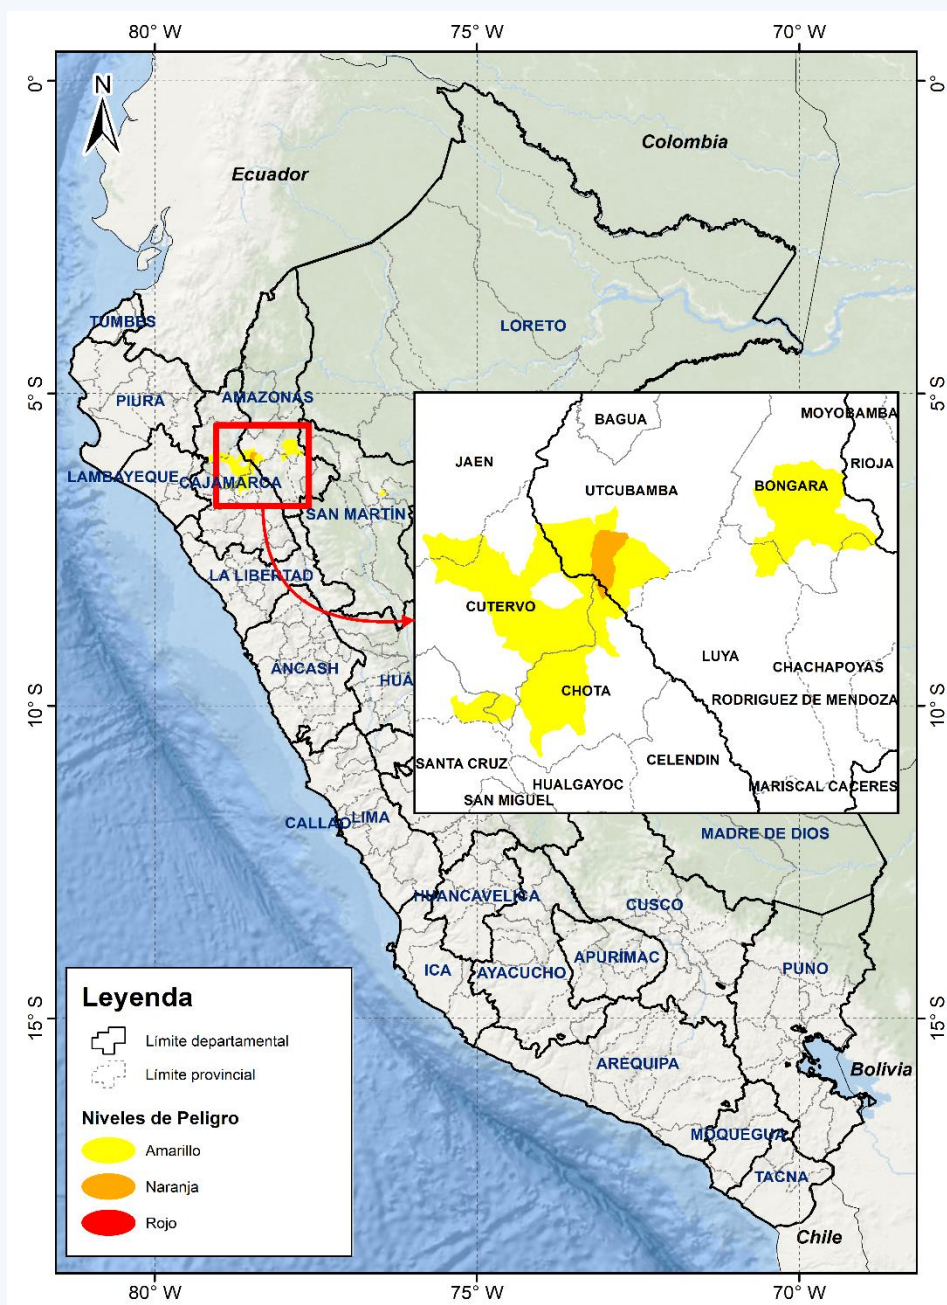 80° W
75° W
70° W
N
0°
0°
Colombia
Ecuador
LORETO
TUMBES
5° S
5° S
PIURA
AMAZONAS
LAMBAYEQUE
CAJAMARCA
SAN MARTÍN
LA LIBERTAD
ÁNCASH
HUÁ
BAGUA
MOYOBAMBA
JAEN
RIOJA
UTCUBAMBA
BONGARA
CUTERVO
LUYA
CHACHAPOYAS
CHOTA
RODRIGUEZ DE MENDOZA
SANTA CRUZ
CELENDIN
HUALGAYOC
MARISCAL CACERES
SAN MIGUEL
10° S
10° S
CALLAO
LIMA
MADRE DE DIOS
HUANCAVELICA
CUSCO
ICA
AYACUCHO
APURÍMAC
PUNO
15° S
15° S
AREQUIPA
Bolivia
MOQUEGUA
TACNA
Chile
Leyenda
Límite departamental
Límite provincial
Niveles de Peligro
Amarillo
Naranja
Rojo
80° W
75° W
70° W